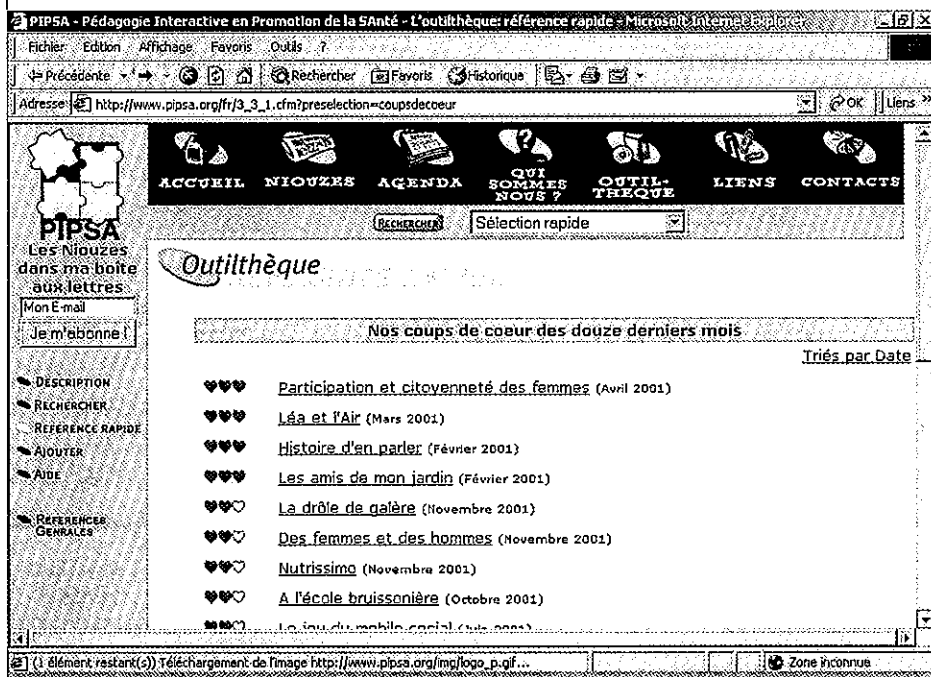 PIPSA - Pédagogie Interactive en Promotion de la SAnté - L'outilthèque: référence rapide - Microsoft Internet Explorer
Fichier Edition Affichage Favoris Outils ?
Précédente Rechercher Favoris Historique
Adresse http://www.pipsa.org/fr/3_3_1.cfm?preselection=coupsdecoeur OK Liens »
ACCUEIL NIOUZES AGENDA QUI SOMMES NOUS ? OUTIL-THEQUE LIENS CONTACTS
RECHERCHER Sélection rapide
PIPSA
Les Niouzes
dans ma boîte
aux lettres
Mon E-mail
Je m'abonne !
DESCRIPTION
RECHERCHER
REFERENCE RAPIDE
AJOUTER
AIDE
REFERENCES
GENRALES
Outilthèque
Nos coups de coeur des douze derniers mois
Triés par Date
Participation et citoyenneté des femmes (Avril 2001)
Léa et l'Air (Mars 2001)
Histoire d'en parler (Février 2001)
Les amis de mon jardin (Février 2001)
La drôle de galère (Novembre 2001)
Des femmes et des hommes (Novembre 2001)
Nutrissimo (Novembre 2001)
A l'école bruissonière (Octobre 2001)
Le jeu du mobile social
(1 élément restant(s)) Téléchargement de l'image http://www.pipsa.org/img/logo_p.gif... Zone inconnue